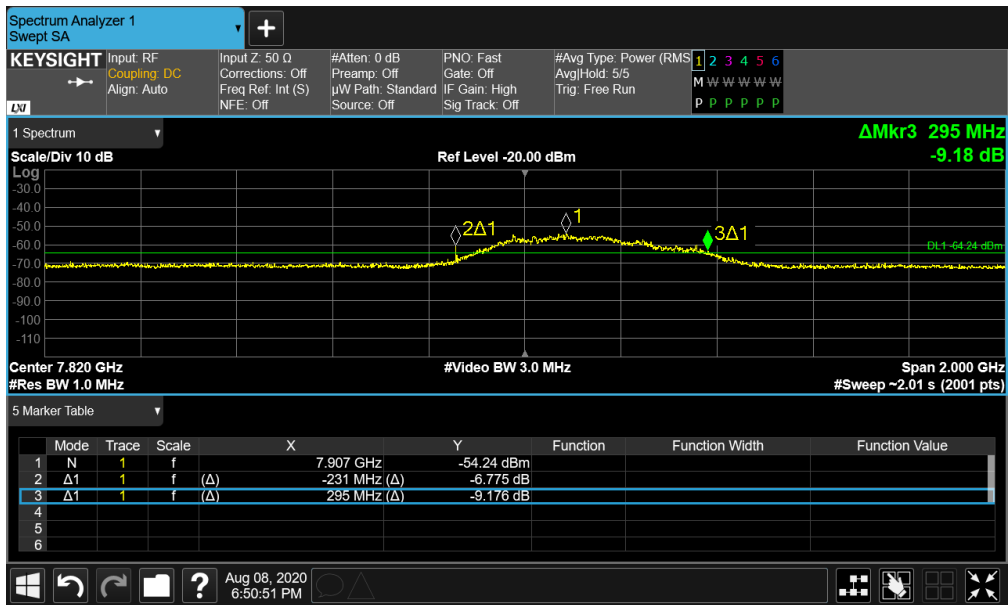 Spectrum Analyzer 1
Swept SA
+
KEYSIGHT Input: RF Input Z: 50 Ω #Atten: 0 dB PNO: Fast #Avg Type: Power (RMS 1 2 3 4 5 6
Coupling: DC Corrections: Off Preamp: Off Gate: Off Avg|Hold: 5/5 M W W W W W
Align: Auto Freq Ref: Int (S) µW Path: Standard IF Gain: High Trig: Free Run P P P P P P
LXI NFE: Off Source: Off Sig Track: Off
1 Spectrum ΔMkr3 295 MHz
Scale/Div 10 dB Ref Level -20.00 dBm -9.18 dB
Log
-30.0
-40.0
1
-50.0
2Δ1 3Δ1
-60.0
DL1 -64.24 dBm
-70.0
-80.0
-90.0
-100
-110
Center 7.820 GHz #Video BW 3.0 MHz Span 2.000 GHz
#Res BW 1.0 MHz #Sweep ~2.01 s (2001 pts)
5 Marker Table
Mode Trace Scale X Y Function Function Width Function Value
1 N 1 f 7.907 GHz -54.24 dBm
2 Δ1 1 f (Δ) -231 MHz (Δ) -6.775 dB
3 Δ1 1 f (Δ) 295 MHz (Δ) -9.176 dB
4
5
6
? Aug 08, 2020
6:50:51 PM